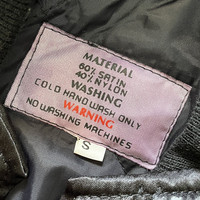 MATERIAL
60% SATIN
40% NYLON
WASHING
COLD HAND WASH ONLY
WARNING
NO WASHING MACHINES
S